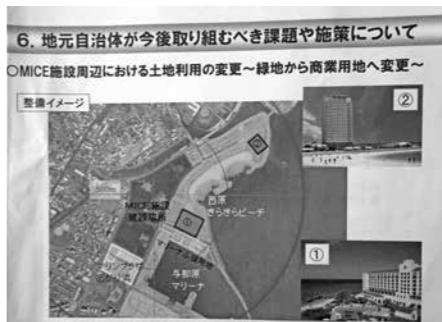 6. 地元自治体が今後取り組むべき課題や施策について
○MICE施設周辺における土地利用の変更～緑地から商業用地へ変更～
整備イメージ
②
②
500m
MICE施設
建設場所
西原
きらきらビーチ
①
①
与那原
マリーナ